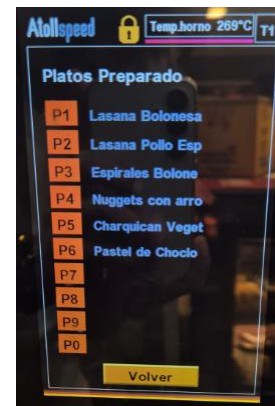 Atollspeed Temp.horno 269°C T1
Platos Preparado
P1 Lasana Bolonesa
P2 Lasana Pollo Esp
P3 Espirales Bolone
P4 Nuggets con arro
P5 Charquican Veget
P6 Pastel de Choclo
P7
P8
P9
P0
Volver